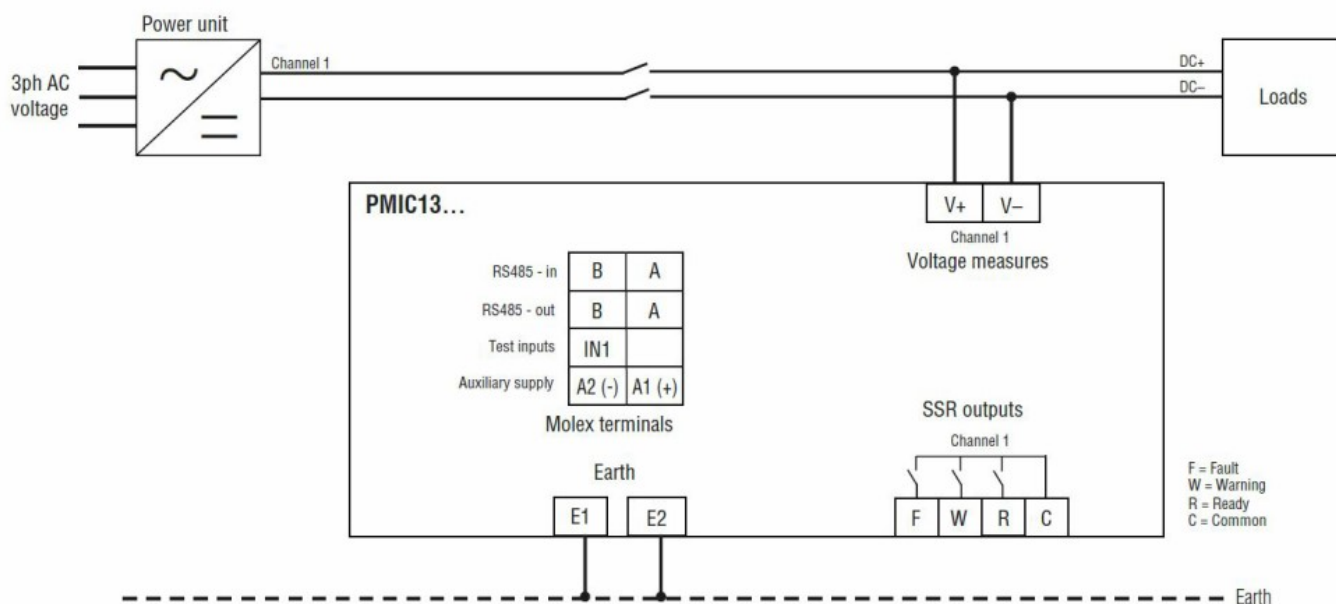 Power unit
3ph AC
voltage
Channel 1
DC+
DC–
Loads
PMIC13...
V+ V–
Channel 1
Voltage measures
RS485 - in B A
RS485 - out B A
Test inputs IN1
Auxiliary supply A2 (-) A1 (+)
Molex terminals
SSR outputs
Channel 1
Earth
E1 E2
F W R C
F = Fault
W = Warning
R = Ready
C = Common
Earth